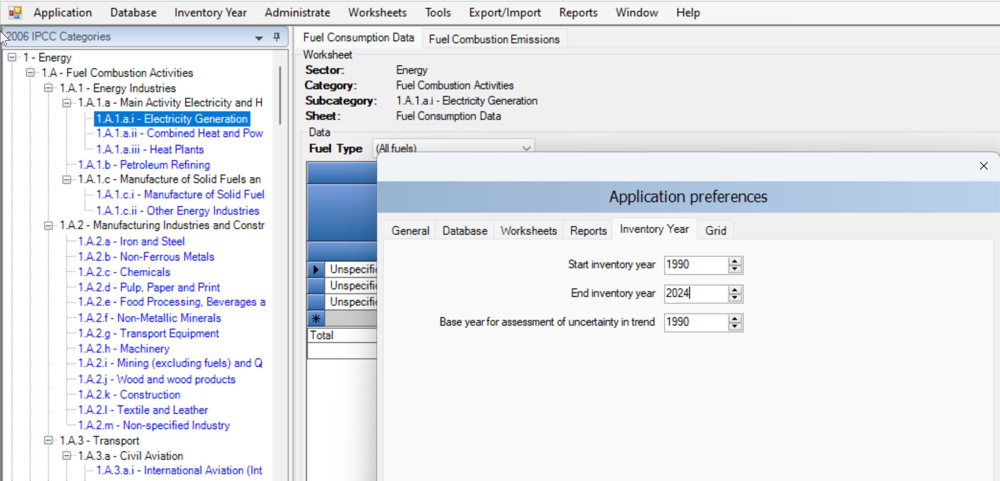 Application Database Inventory Year Administrate Worksheets Tools Export/Import Reports Window Help
2006 IPCC Categories
1 - Energy
1.A - Fuel Combustion Activities
1.A.1 - Energy Industries
1.A.1.a - Main Activity Electricity and H
1.A.1.a.i - Electricity Generation
1.A.1.a.ii - Combined Heat and Pow
1.A.1.a.iii - Heat Plants
1.A.1.b - Petroleum Refining
1.A.1.c - Manufacture of Solid Fuels an
1.A.1.c.i - Manufacture of Solid Fuel
1.A.1.c.ii - Other Energy Industries
1.A.2 - Manufacturing Industries and Constr
1.A.2.a - Iron and Steel
1.A.2.b - Non-Ferrous Metals
1.A.2.c - Chemicals
1.A.2.d - Pulp, Paper and Print
1.A.2.e - Food Processing, Beverages a
1.A.2.f - Non-Metallic Minerals
1.A.2.g - Transport Equipment
1.A.2.h - Machinery
1.A.2.i - Mining (excluding fuels) and Q
1.A.2.j - Wood and wood products
1.A.2.k - Construction
1.A.2.l - Textile and Leather
1.A.2.m - Non-specified Industry
1.A.3 - Transport
1.A.3.a - Civil Aviation
1.A.3.a.i - International Aviation (Int
Fuel Consumption Data Fuel Combustion Emissions
Worksheet
Sector: Energy
Category: Fuel Combustion Activities
Subcategory: 1.A.1.a.i - Electricity Generation
Sheet: Fuel Consumption Data
Data
Fuel Type (All fuels)
Unspecifie
Unspecifie
Unspecifie
Total
Application preferences
General Database Worksheets Reports Inventory Year Grid
Start inventory year 1990
End inventory year 2024
Base year for assessment of uncertainty in trend 1990